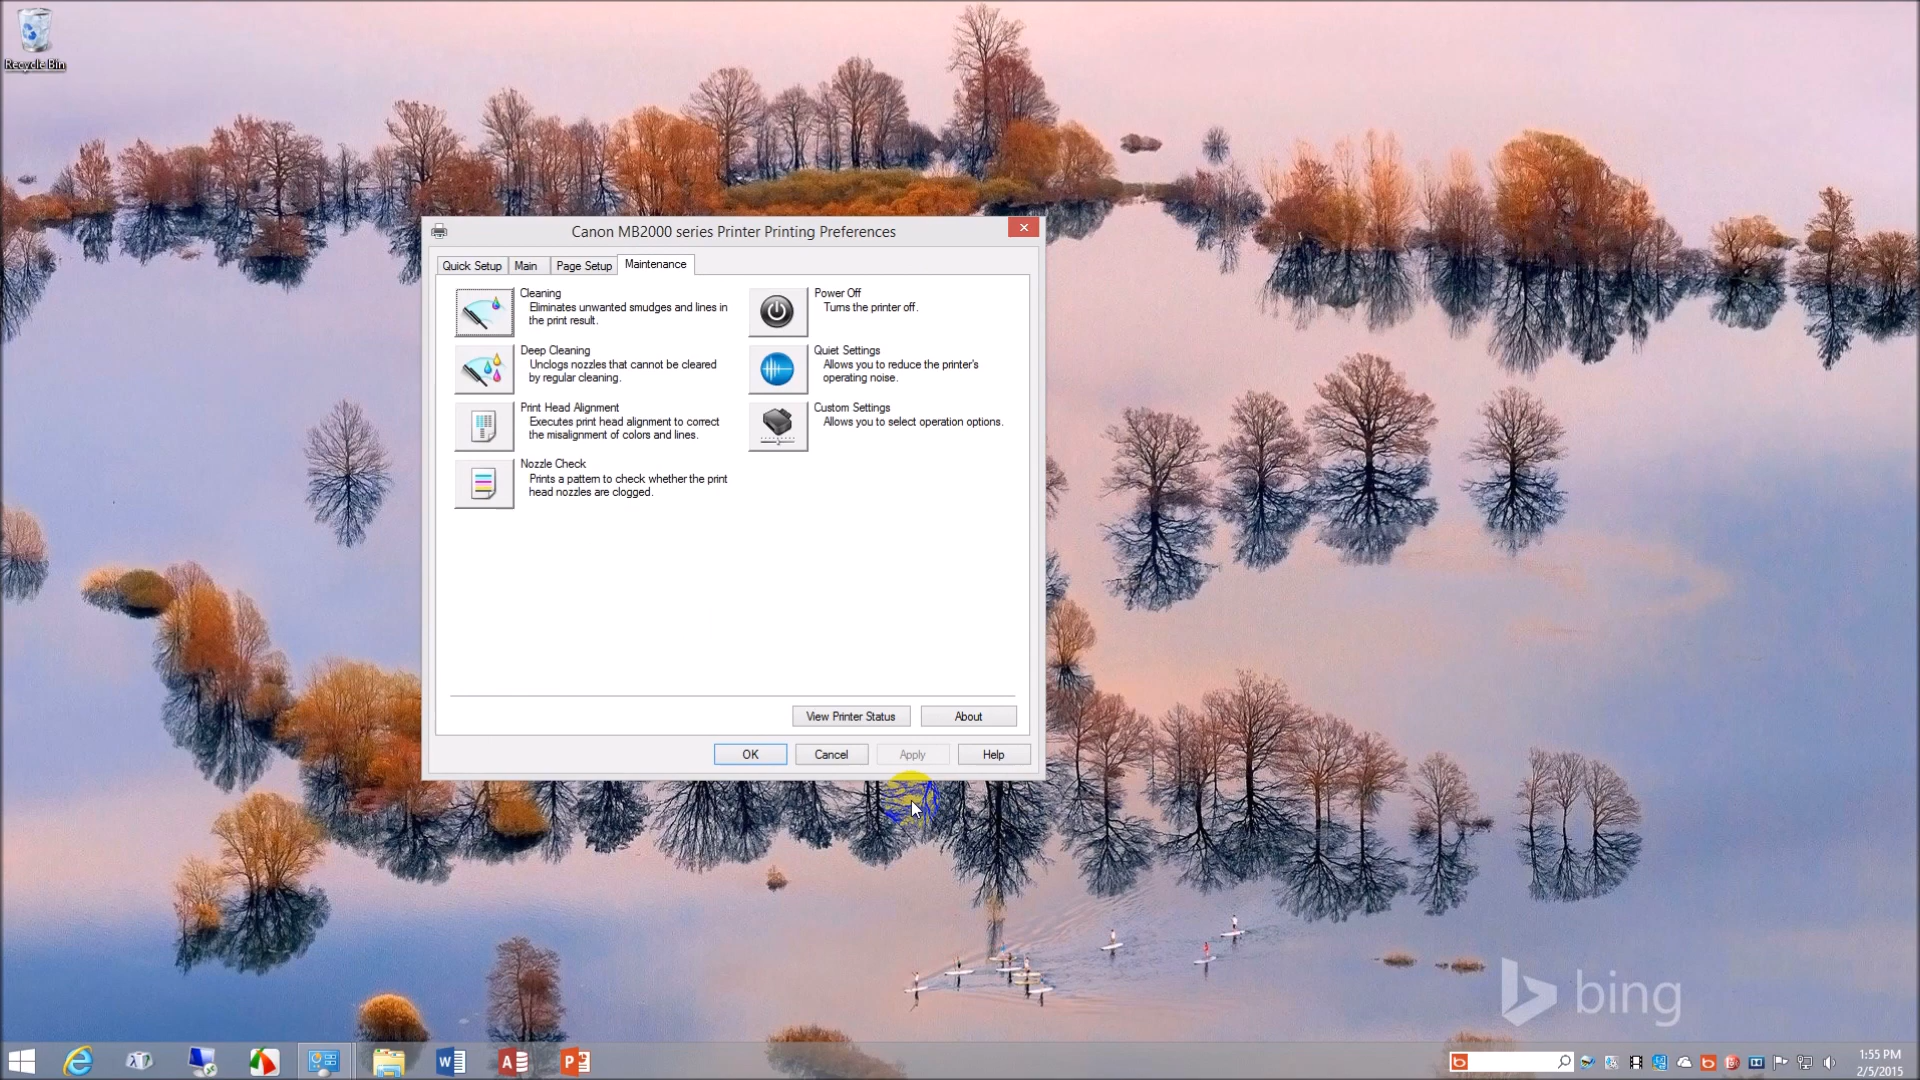 Recycle Bin
Canon MB2000 series Printer Printing Preferences
Quick Setup
Main
Page Setup
Maintenance
Cleaning
Eliminates unwanted smudges and lines in
the print result.
Deep Cleaning
Unclogs nozzles that cannot be cleared
by regular cleaning.
Print Head Alignment
Executes print head alignment to correct
the misalignment of colors and lines.
Nozzle Check
Prints a pattern to check whether the print
head nozzles are clogged.
Power Off
Turns the printer off.
Quiet Settings
Allows you to reduce the printer's
operating noise.
Custom Settings
Allows you to select operation options.
View Printer Status
About
OK
Cancel
Apply
Help
bing
1:55 PM
2/5/2015